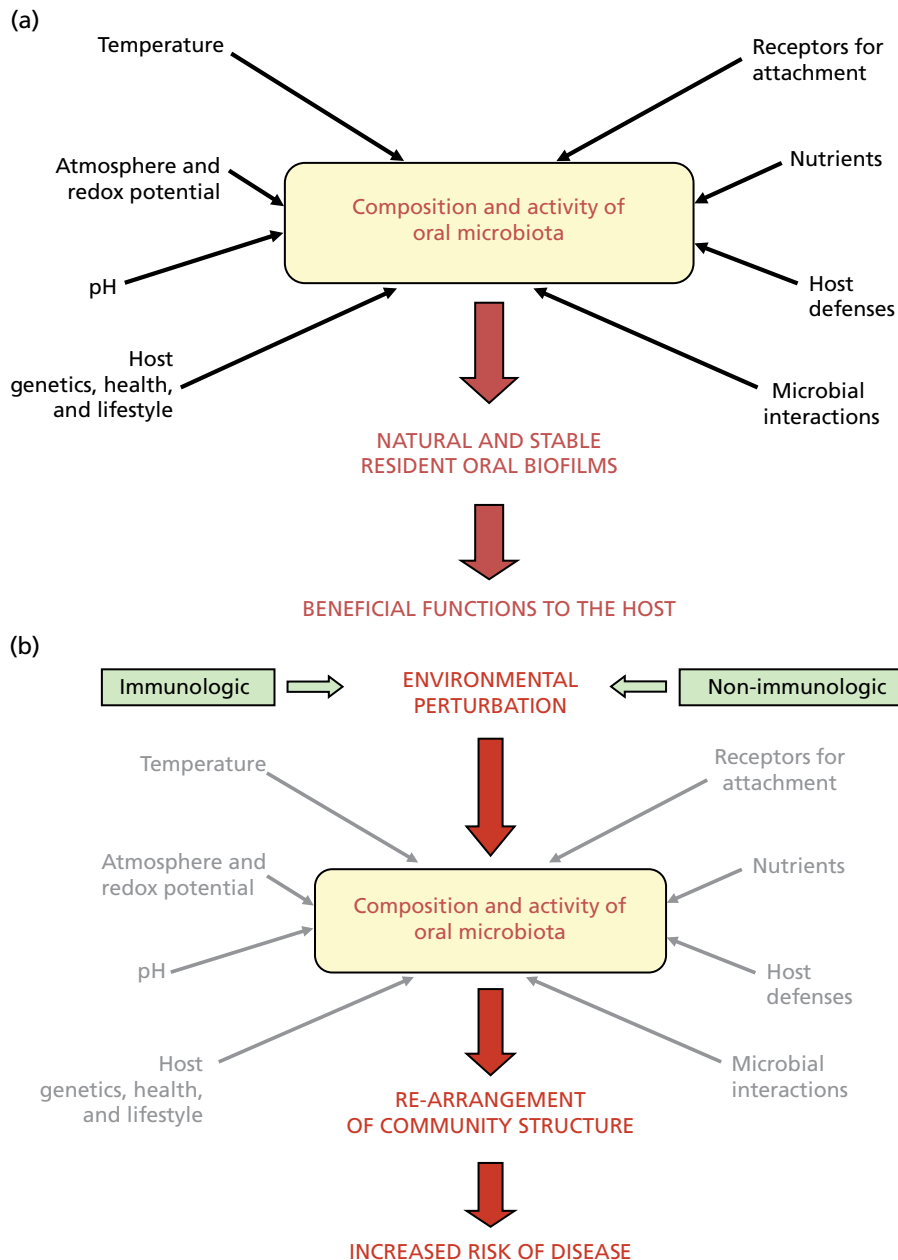 (a)
Temperature
Receptors for
attachment
Atmosphere and
redox potential
Nutrients
Composition and activity of
oral microbiota
pH
Host
defenses
Host
genetics, health,
and lifestyle
Microbial
interactions
NATURAL AND STABLE
RESIDENT ORAL BIOFILMS
BENEFICIAL FUNCTIONS TO THE HOST
(b)
Immunologic
ENVIRONMENTAL
PERTURBATION
Non-immunologic
Temperature
Receptors for
attachment
Atmosphere and
redox potential
Nutrients
Composition and activity of
oral microbiota
pH
Host
defenses
Host
genetics, health,
and lifestyle
Microbial
interactions
RE-ARRANGEMENT
OF COMMUNITY STRUCTURE
INCREASED RISK OF DISEASE